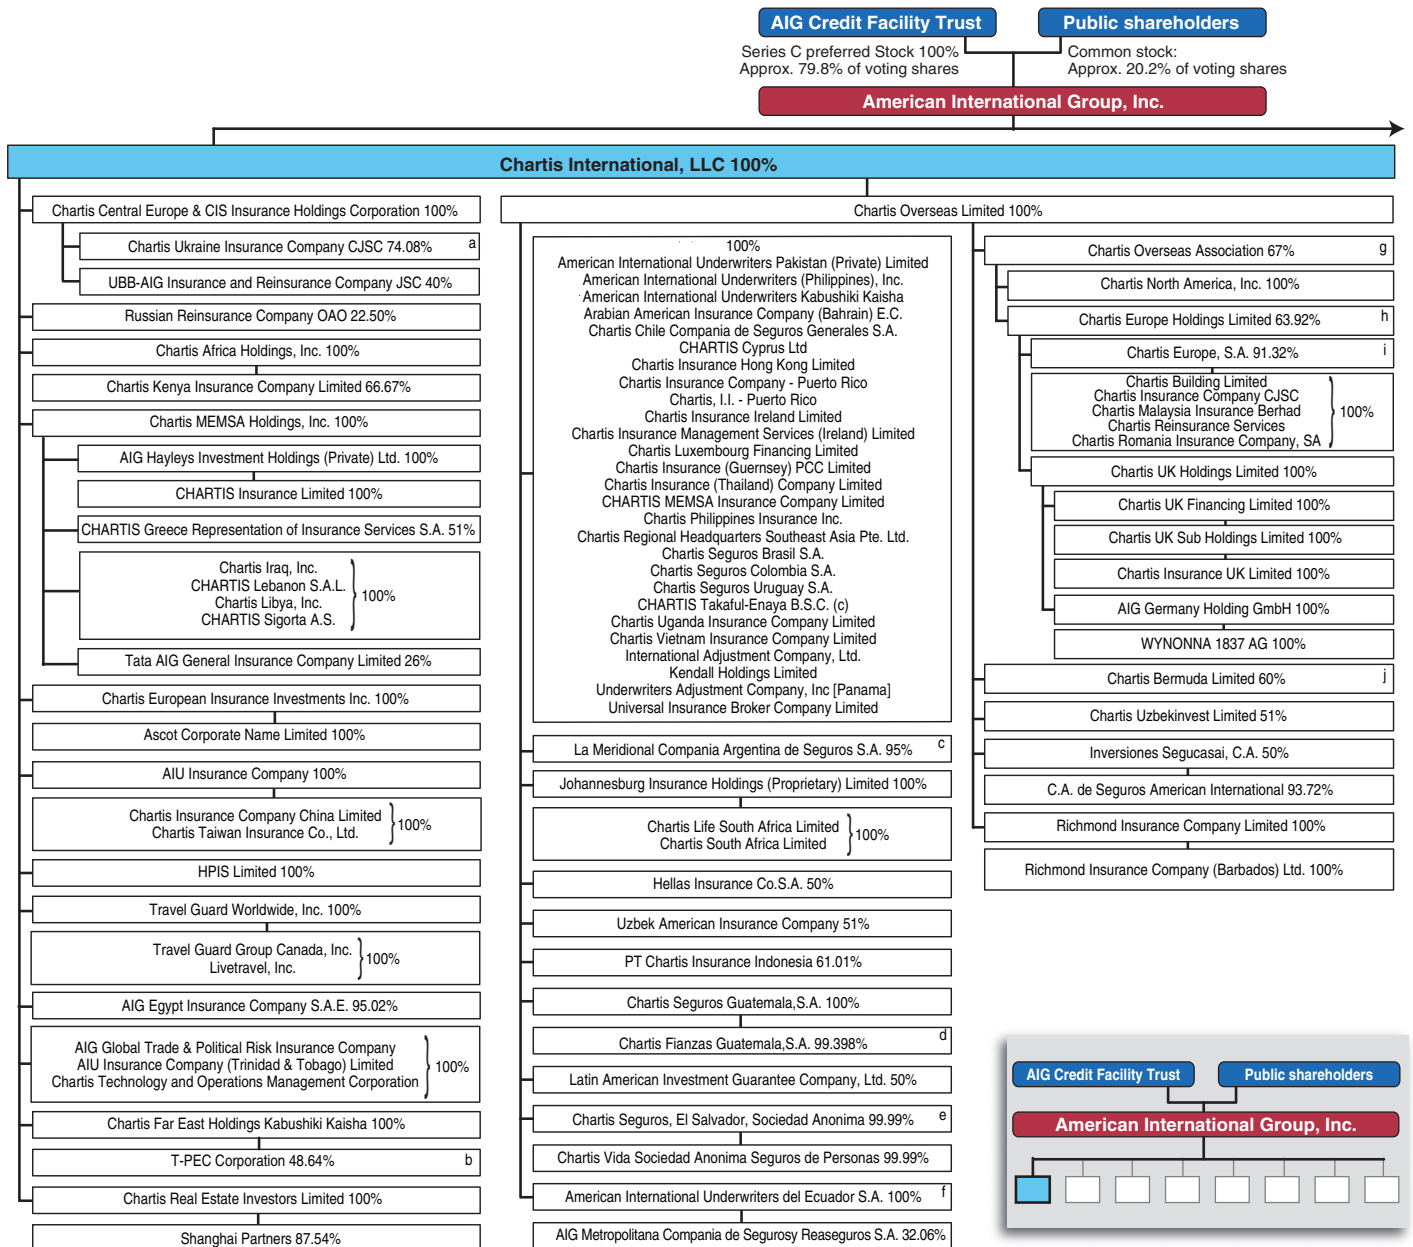 AIG Credit Facility Trust
Public shareholders
Series C preferred Stock 100%
Approx. 79.8% of voting shares
Common stock:
Approx. 20.2% of voting shares
American International Group, Inc.
Chartis International, LLC 100%
Chartis Central Europe & CIS Insurance Holdings Corporation 100%
Chartis Ukraine Insurance Company CJSC 74.08% a
UBB-AIG Insurance and Reinsurance Company JSC 40%
Russian Reinsurance Company OAO 22.50%
Chartis Africa Holdings, Inc. 100%
Chartis Kenya Insurance Company Limited 66.67%
Chartis MEMSA Holdings, Inc. 100%
AIG Hayleys Investment Holdings (Private) Ltd. 100%
CHARTIS Insurance Limited 100%
CHARTIS Greece Representation of Insurance Services S.A. 51%
Chartis Iraq, Inc.
CHARTIS Lebanon S.A.L.
Chartis Libya, Inc.
CHARTIS Sigorta A.S.
100%
Tata AIG General Insurance Company Limited 26%
Chartis European Insurance Investments Inc. 100%
Ascot Corporate Name Limited 100%
AIU Insurance Company 100%
Chartis Insurance Company China Limited
Chartis Taiwan Insurance Co., Ltd.
100%
HPIS Limited 100%
Travel Guard Worldwide, Inc. 100%
Travel Guard Group Canada, Inc.
Livetravel, Inc.
100%
AIG Egypt Insurance Company S.A.E. 95.02%
AIG Global Trade & Political Risk Insurance Company
AIU Insurance Company (Trinidad & Tobago) Limited
Chartis Technology and Operations Management Corporation
100%
Chartis Far East Holdings Kabushiki Kaisha 100%
T-PEC Corporation 48.64% b
Chartis Real Estate Investors Limited 100%
Shanghai Partners 87.54%
Chartis Overseas Limited 100%
100%
American International Underwriters Pakistan (Private) Limited
American International Underwriters (Philippines), Inc.
American International Underwriters Kabushiki Kaisha
Arabian American Insurance Company (Bahrain) E.C.
Chartis Chile Compania de Seguros Generales S.A.
CHARTIS Cyprus Ltd
Chartis Insurance Hong Kong Limited
Chartis Insurance Company - Puerto Rico
Chartis, I.I. - Puerto Rico
Chartis Insurance Ireland Limited
Chartis Insurance Management Services (Ireland) Limited
Chartis Luxembourg Financing Limited
Chartis Insurance (Guernsey) PCC Limited
Chartis Insurance (Thailand) Company Limited
CHARTIS MEMSA Insurance Company Limited
Chartis Philippines Insurance Inc.
Chartis Regional Headquarters Southeast Asia Pte. Ltd.
Chartis Seguros Brasil S.A.
Chartis Seguros Colombia S.A.
Chartis Seguros Uruguay S.A.
CHARTIS Takaful-Enaya B.S.C. (c)
Chartis Uganda Insurance Company Limited
Chartis Vietnam Insurance Company Limited
International Adjustment Company, Ltd.
Kendall Holdings Limited
Underwriters Adjustment Company, Inc [Panama]
Universal Insurance Broker Company Limited
La Meridional Compania Argentina de Seguros S.A. 95% c
Johannesburg Insurance Holdings (Proprietary) Limited 100%
Chartis Life South Africa Limited
Chartis South Africa Limited
100%
Hellas Insurance Co.S.A. 50%
Uzbek American Insurance Company 51%
PT Chartis Insurance Indonesia 61.01%
Chartis Seguros Guatemala,S.A. 100%
Chartis Fianzas Guatemala,S.A. 99.398% d
Latin American Investment Guarantee Company, Ltd. 50%
Chartis Seguros, El Salvador, Sociedad Anonima 99.99% e
Chartis Vida Sociedad Anonima Seguros de Personas 99.99%
American International Underwriters del Ecuador S.A. 100% f
AIG Metropolitana Compania de Segurosy Reaseguros S.A. 32.06%
Chartis Overseas Association 67% g
Chartis North America, Inc. 100%
Chartis Europe Holdings Limited 63.92% h
Chartis Europe, S.A. 91.32% i
Chartis Building Limited
Chartis Insurance Company CJSC
Chartis Malaysia Insurance Berhad
Chartis Reinsurance Services
Chartis Romania Insurance Company, SA
100%
Chartis UK Holdings Limited 100%
Chartis UK Financing Limited 100%
Chartis UK Sub Holdings Limited 100%
Chartis Insurance UK Limited 100%
AIG Germany Holding GmbH 100%
WYNONNA 1837 AG 100%
Chartis Bermuda Limited 60% j
Chartis Uzbekinvest Limited 51%
Inversiones Segucasai, C.A. 50%
C.A. de Seguros American International 93.72%
Richmond Insurance Company Limited 100%
Richmond Insurance Company (Barbados) Ltd. 100%
AIG Credit Facility Trust
Public shareholders
American International Group, Inc.